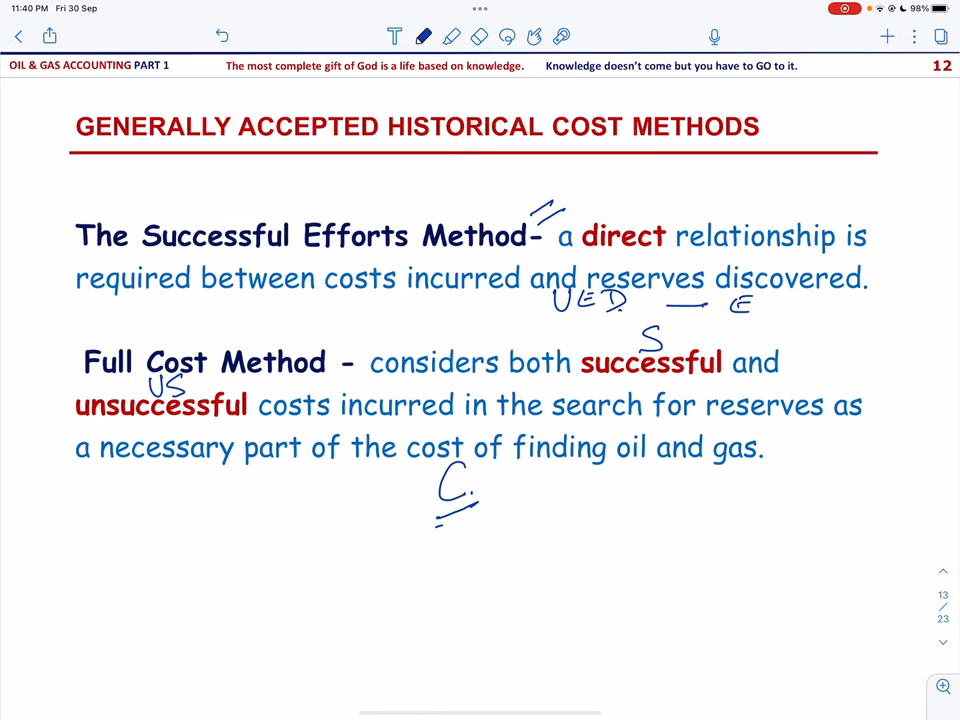 11:40 PM Fri 30 Sep
98%
OIL & GAS ACCOUNTING PART 1 The most complete gift of God is a life based on knowledge. Knowledge doesn't come but you have to GO to it. 12
GENERALLY ACCEPTED HISTORICAL COST METHODS
The Successful Efforts Method- a direct relationship is
required between costs incurred and reserves discovered.
UED — E
S
Full Cost Method - considers both successful and
US
unsuccessful costs incurred in the search for reserves as
a necessary part of the cost of finding oil and gas.
C.
13
/
23